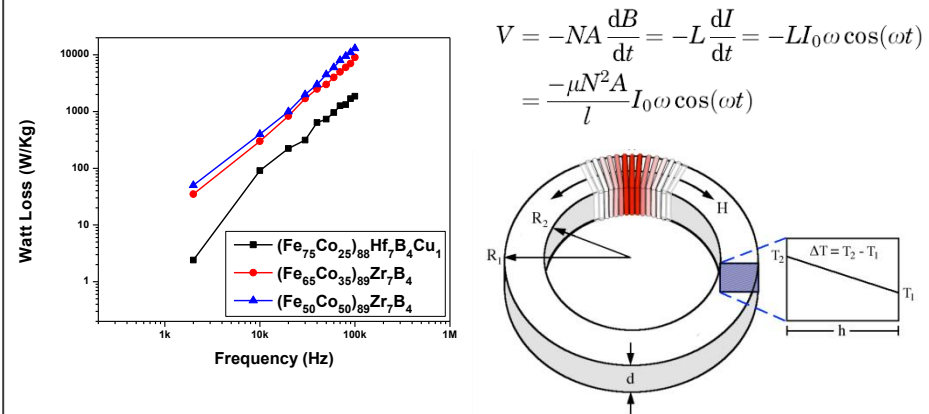 Watt Loss (W/Kg)
10000
1000
100
10
1
1k
10k
100k
1M
Frequency (Hz)
(Fe₇₅Co₂₅)₈₈Hf₇B₄Cu₁
(Fe₆₅Co₃₅)₈₉Zr₇B₄
(Fe₅₀Co₅₀)₈₉Zr₇B₄
V = −NA dB/dt = −L dI/dt = −LI₀ω cos(ωt)
= −μN²A/l I₀ω cos(ωt)
H
R₂
R₁
d
ΔT = T₂ - T₁
T₂
T₁
h